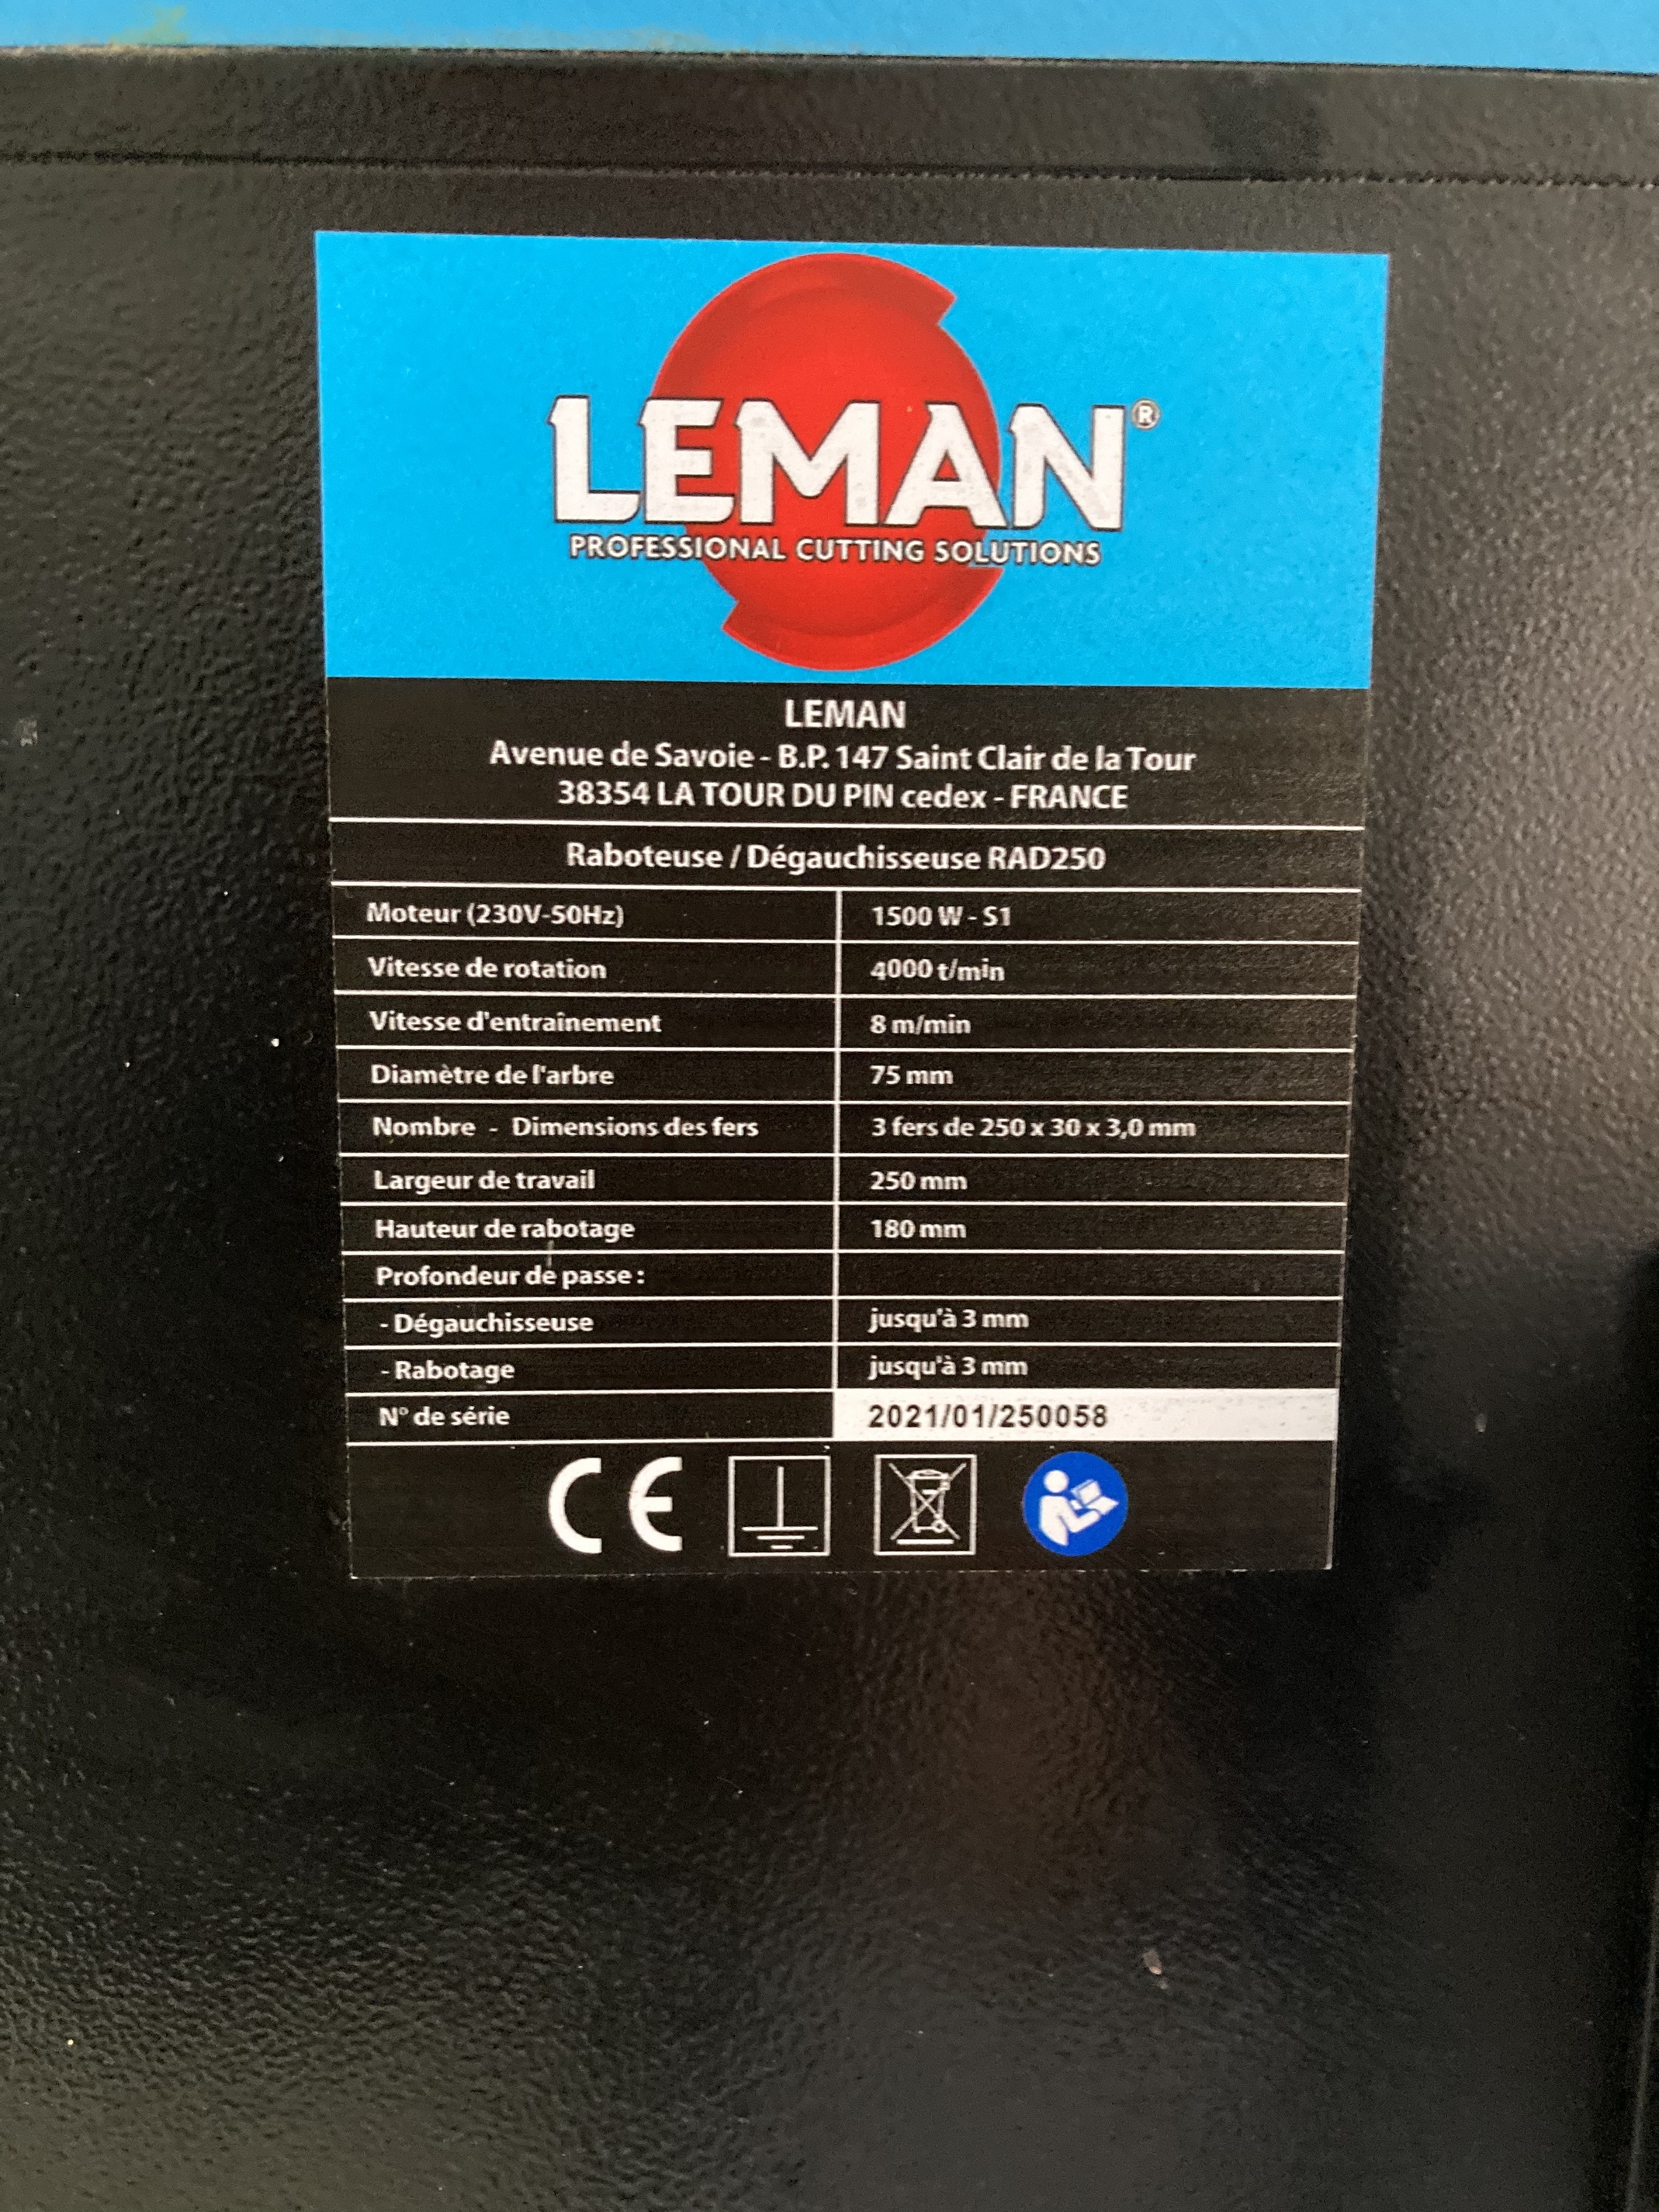 LEMAN®
PROFESSIONAL CUTTING SOLUTIONS
LEMAN
Avenue de Savoie - B.P. 147 Saint Clair de la Tour
38354 LA TOUR DU PIN cedex - FRANCE
Raboteuse / Dégauchisseuse RAD250
Moteur (230V-50Hz) 1500 W - S1
Vitesse de rotation 4000 t/min
Vitesse d'entraînement 8 m/min
Diamètre de l'arbre 75 mm
Nombre - Dimensions des fers 3 fers de 250 x 30 x 3,0 mm
Largeur de travail 250 mm
Hauteur de rabotage 180 mm
Profondeur de passe :
- Dégauchisseuse jusqu'à 3 mm
- Rabotage jusqu'à 3 mm
N° de série 2021/01/250058
CE